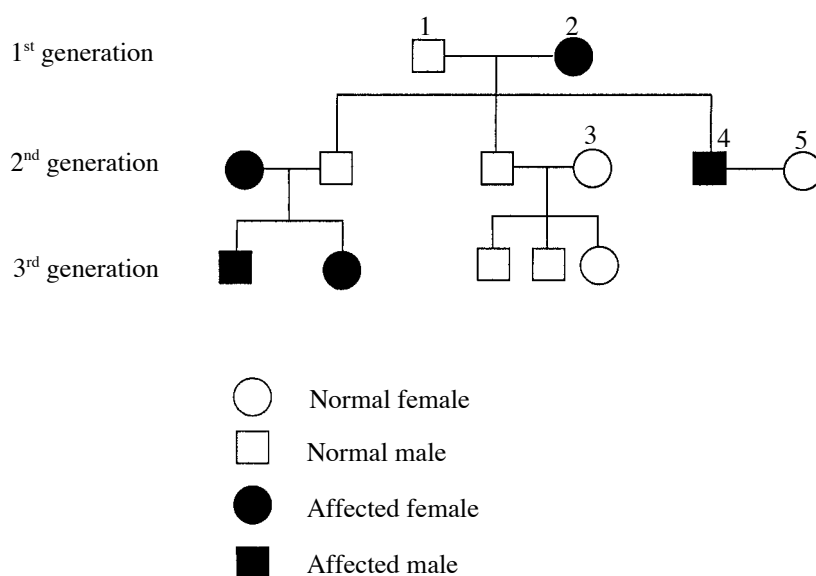 1 2
1st generation
3 4 5
2nd generation
3rd generation
Normal female
Normal male
Affected female
Affected male